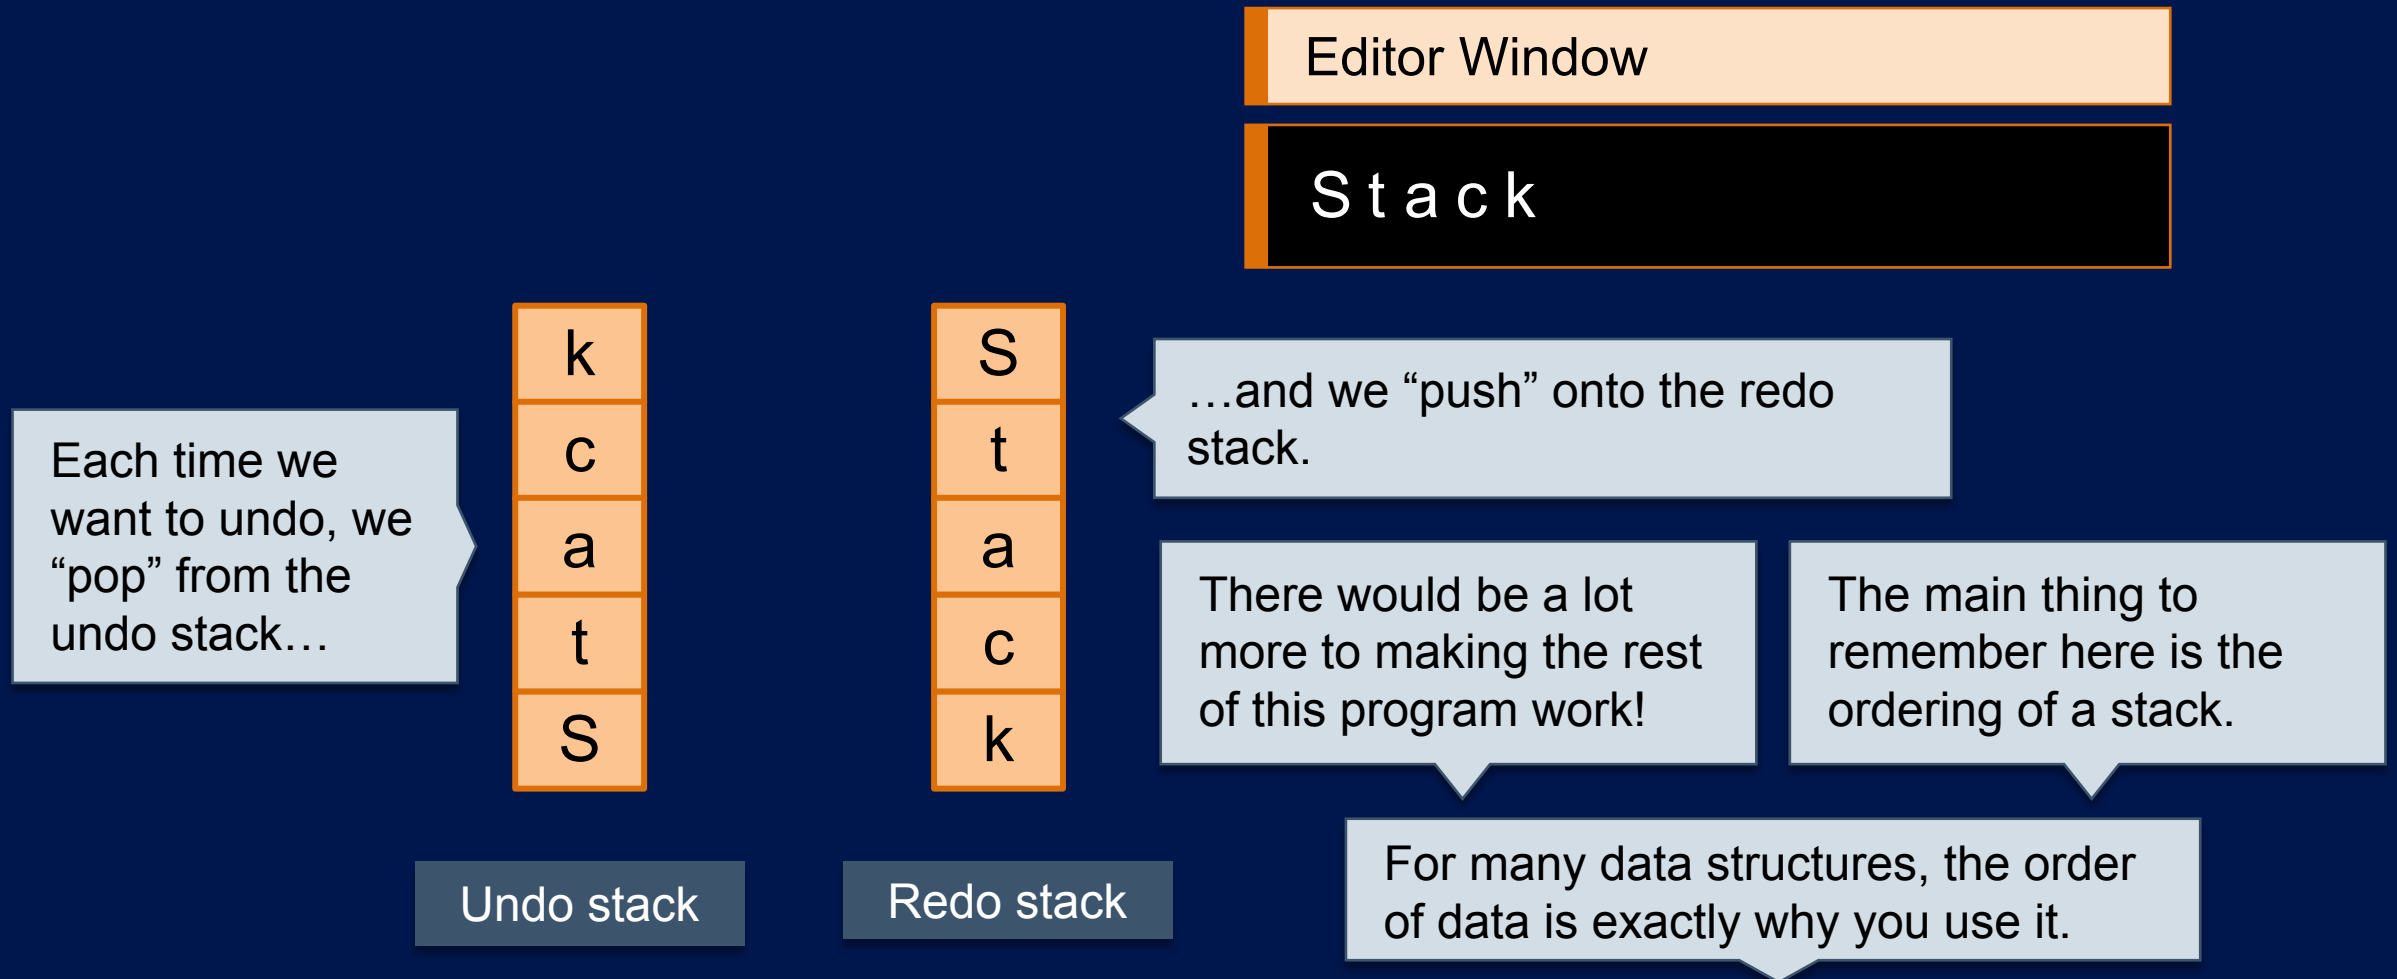 Editor Window
S t a c k
Each time we
want to undo, we
“pop” from the
undo stack…
k
c
a
t
S
Undo stack
S
t
a
c
k
Redo stack
…and we “push” onto the redo
stack.
There would be a lot
more to making the rest
of this program work!
The main thing to
remember here is the
ordering of a stack.
For many data structures, the order
of data is exactly why you use it.